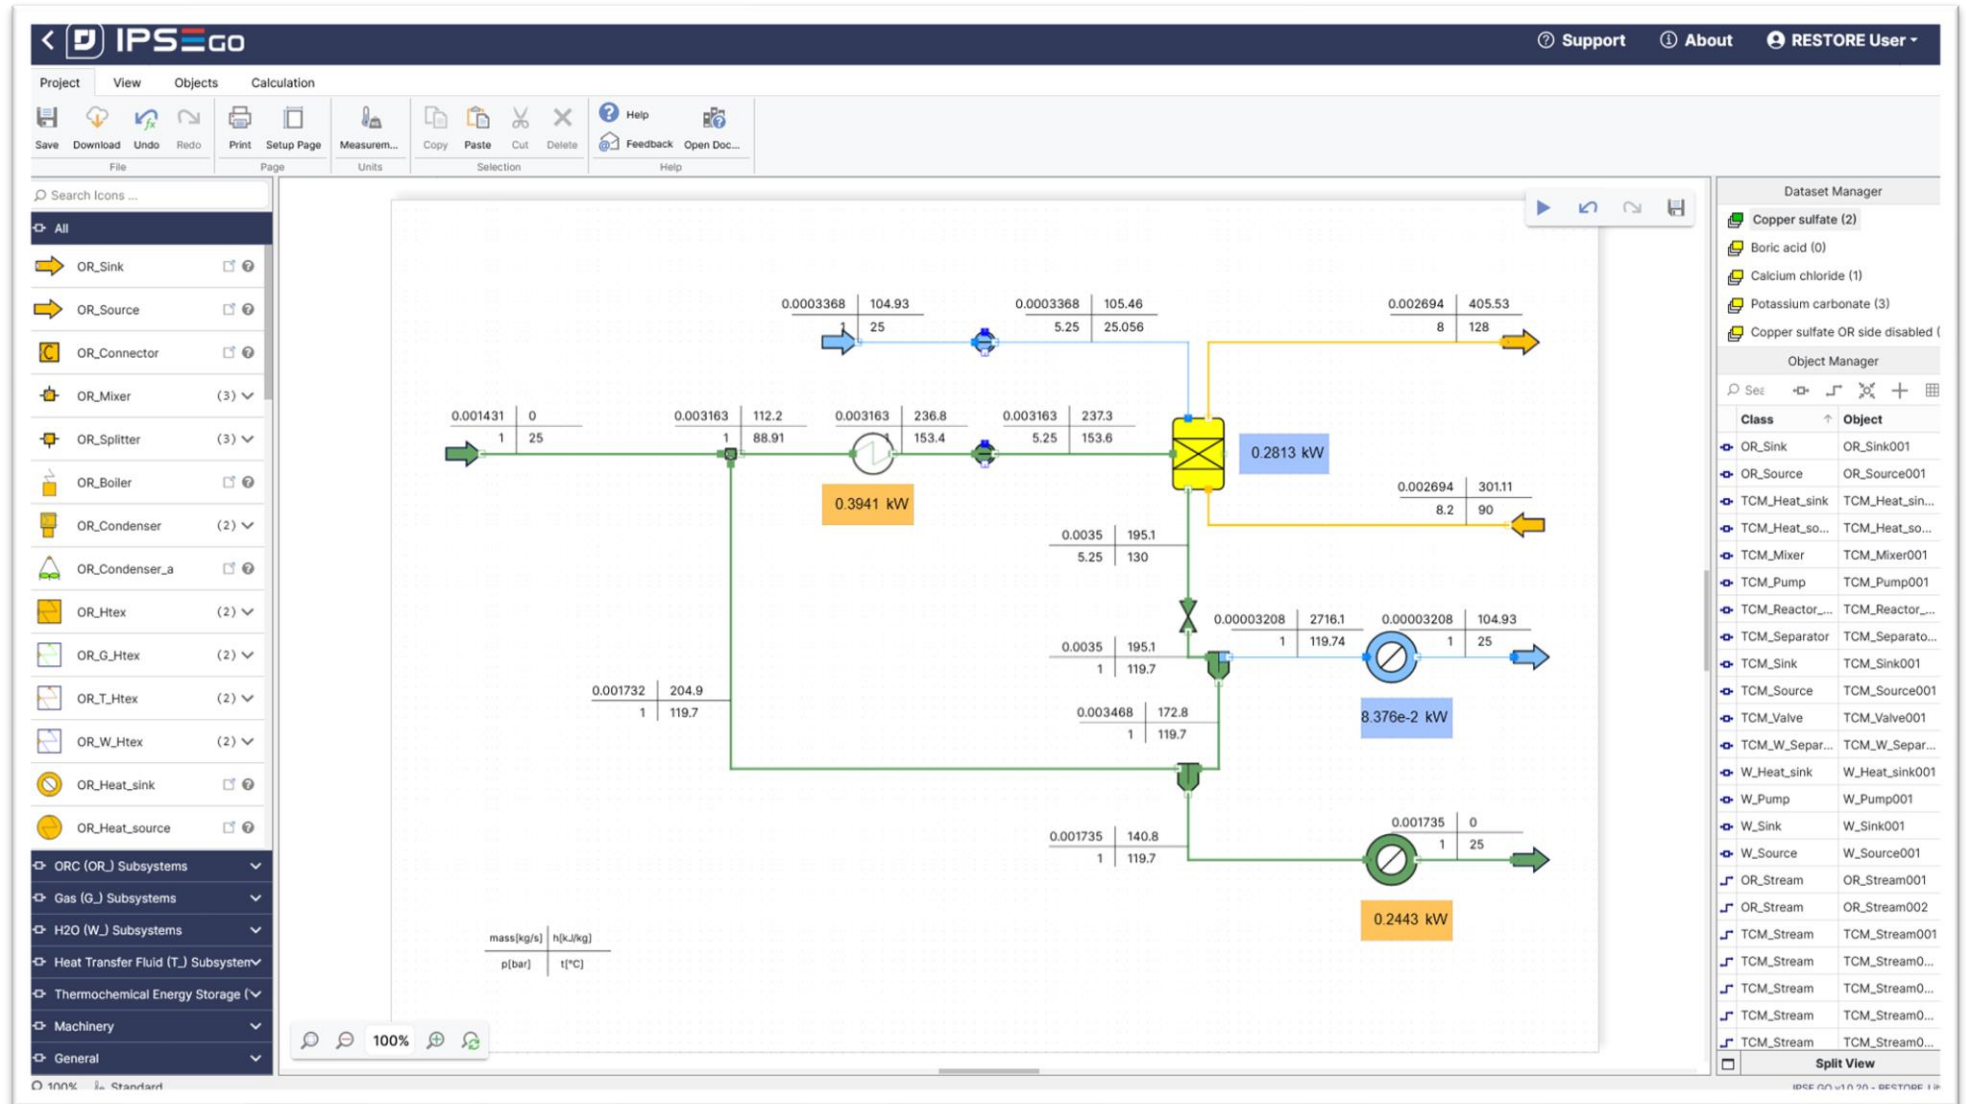 IPSEGO
Support
About
RESTORE User
Project
View
Objects
Calculation
Save
Download
Undo
Redo
Print
Setup Page
Measurem...
Copy
Paste
Cut
Delete
Help
Feedback
Open Doc...
File
Page
Units
Selection
Help
Search Icons ...
All
OR_Sink
OR_Source
OR_Connector
OR_Mixer (3)
OR_Splitter (3)
OR_Boiler
OR_Condenser (2)
OR_Condenser_a
OR_Htex (2)
OR_G_Htex (2)
OR_T_Htex (2)
OR_W_Htex (2)
OR_Heat_sink
OR_Heat_source
ORC (OR_) Subsystems
Gas (G_) Subsystems
H2O (W_) Subsystems
Heat Transfer Fluid (T_) Subsystem
Thermochemical Energy Storage (
Machinery
General
100% Standard
0.0003368 104.93
1 25
0.0003368 105.46
5.25 25.056
0.002694 405.53
8 128
0.001431 0
1 25
0.003163 112.2
1 88.91
0.003163 236.8
1 153.4
0.003163 237.3
5.25 153.6
0.2813 kW
0.3941 kW
0.002694 301.11
8.2 90
0.0035 195.1
5.25 130
0.00003208 2716.1
1 119.74
0.00003208 104.93
1 25
0.0035 195.1
1 119.7
0.001732 204.9
1 119.7
0.003468 172.8
1 119.7
8.376e-2 kW
0.001735 140.8
1 119.7
0.001735 0
1 25
0.2443 kW
mass[kg/s] h[kJ/kg]
p[bar] t[°C]
100%
Dataset Manager
Copper sulfate (2)
Boric acid (0)
Calcium chloride (1)
Potassium carbonate (3)
Copper sulfate OR side disabled (
Object Manager
Sea
Class Object
OR_Sink OR_Sink001
OR_Source OR_Source001
TCM_Heat_sink TCM_Heat_sin...
TCM_Heat_so... TCM_Heat_so...
TCM_Mixer TCM_Mixer001
TCM_Pump TCM_Pump001
TCM_Reactor_... TCM_Reactor_...
TCM_Separator TCM_Separato...
TCM_Sink TCM_Sink001
TCM_Source TCM_Source001
TCM_Valve TCM_Valve001
TCM_W_Separ... TCM_W_Separ...
W_Heat_sink W_Heat_sink001
W_Pump W_Pump001
W_Sink W_Sink001
W_Source W_Source001
OR_Stream OR_Stream001
OR_Stream OR_Stream002
TCM_Stream TCM_Stream001
TCM_Stream TCM_Stream0...
TCM_Stream TCM_Stream0...
TCM_Stream TCM_Stream0...
TCM_Stream TCM_Stream0...
Split View
IPSE GO v10.20 - RESTORE